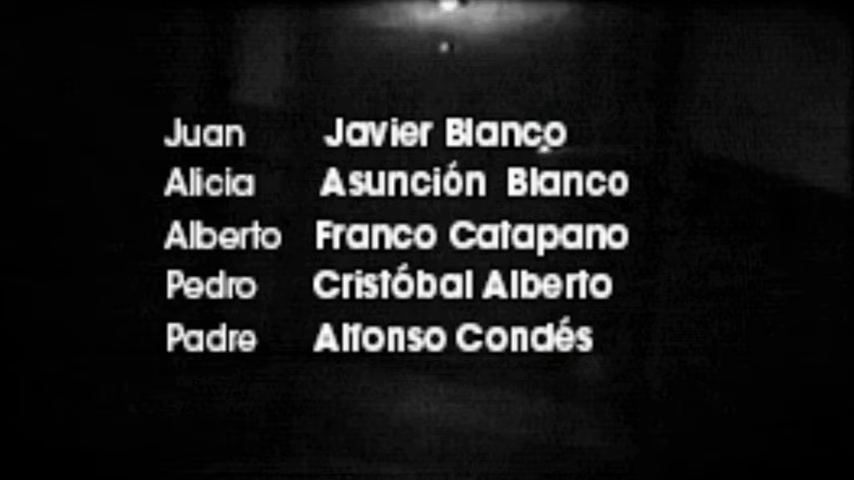 Juan Javier Blanco
Alicia Asunción Blanco
Alberto Franco Catapano
Pedro Cristóbal Alberto
Padre Alfonso Condés